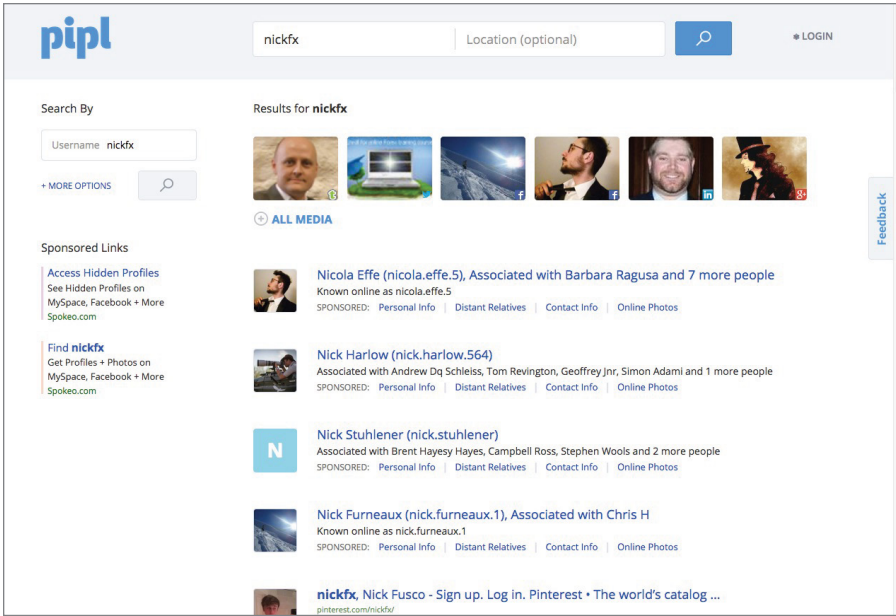 pipl
nickfx
Location (optional)
LOGIN
Search By
Username nickfx
+ MORE OPTIONS
Sponsored Links
Access Hidden Profiles
See Hidden Profiles on
MySpace, Facebook + More
Spokeo.com
Find nickfx
Get Profiles + Photos on
MySpace, Facebook + More
Spokeo.com
Results for nickfx
f
f
in
g+
ALL MEDIA
Nicola Effe (nicola.effe.5), Associated with Barbara Ragusa and 7 more people
Known online as nicola.effe.5
SPONSORED: Personal Info | Distant Relatives | Contact Info | Online Photos
Nick Harlow (nick.harlow.564)
Associated with Andrew Dq Schleiss, Tom Revington, Geoffrey Jnr, Simon Adami and 1 more people
SPONSORED: Personal Info | Distant Relatives | Contact Info | Online Photos
N
Nick Stuhlener (nick.stuhlener)
Associated with Brent Hayesy Hayes, Campbell Ross, Stephen Wools and 2 more people
SPONSORED: Personal Info | Distant Relatives | Contact Info | Online Photos
Nick Furneaux (nick.furneaux.1), Associated with Chris H
Known online as nick.furneaux.1
SPONSORED: Personal Info | Distant Relatives | Contact Info | Online Photos
nickfx, Nick Fusco - Sign up. Log in. Pinterest • The world's catalog ...
pinterest.com/nickfx/
Feedback